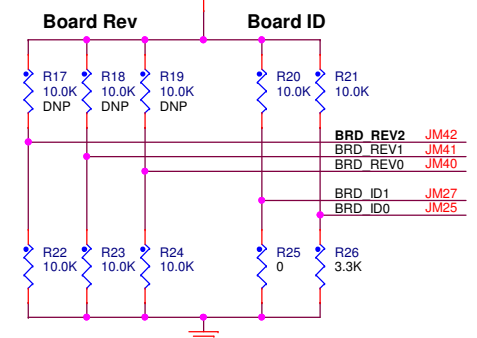 Board Rev Board ID
R17 R18 R19 R20 R21
10.0K 10.0K 10.0K 10.0K 10.0K
DNP DNP DNP
BRD_REV2 JM42
BRD_REV1 JM41
BRD_REV0 JM40
BRD_ID1 JM27
BRD_ID0 JM25
R22 R23 R24 R25 R26
10.0K 10.0K 10.0K 0 3.3K